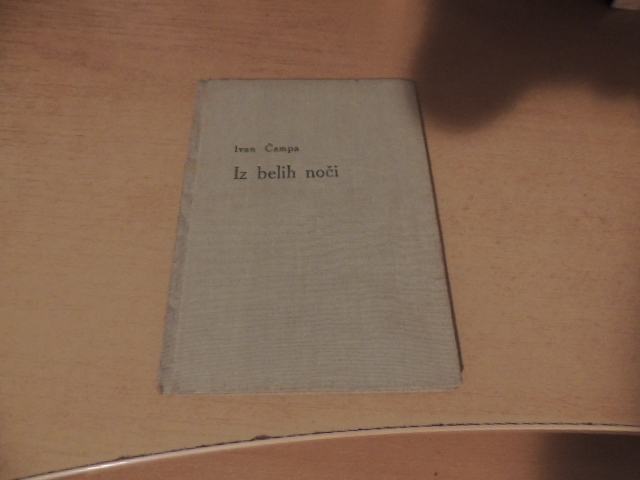 Ivan Čampa
Iz belih noči